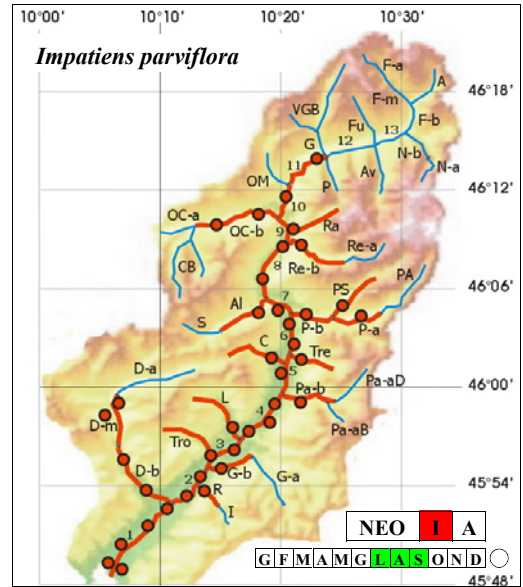 10°00' 10°10' 10°20' 10°30'
Impatiens parviflora
F-a
A
46°18'
F-m
VGB
F-b
Fu
13
12
G
N-b
11
N-a
OM
P
Av
46°12'
10
OC-a
Ra
OC-b
9
Re-a
CB
8
Re-b
46°06'
PA
PS
7
Al
S
P-b
P-a
6
C
Tre
5
D-a
46°00'
Pa-b
Pa-aD
L
4
D-m
Pa-aB
Tro
3
D-b
G-b
45°54'
2
G-a
R
I
1
NEO I A
G F M A M G L A S O N D
45°48'